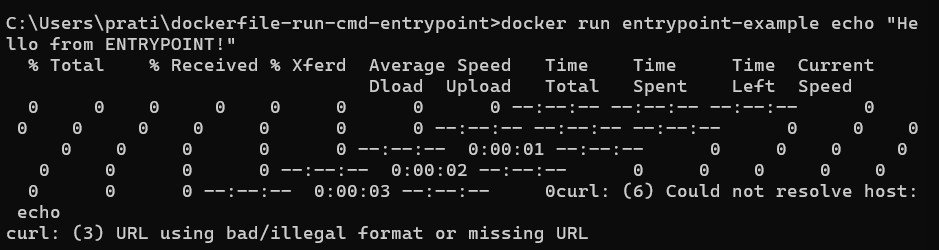 C:\Users\prati\dockerfile-run-cmd-entrypoint>docker run entrypoint-example echo "He
llo from ENTRYPOINT!"
  % Total    % Received % Xferd  Average Speed   Time    Time     Time  Current
                                 Dload  Upload   Total   Spent    Left  Speed
  0     0    0     0    0     0      0      0 --:--:-- --:--:-- --:--:--     0
 0    0     0    0     0      0      0 --:--:-- --:--:-- --:--:--      0     0    0
     0    0     0     0      0 --:--:--  0:00:01 --:--:--      0     0     0    0
   0     0      0    0 --:--:--  0:00:02 --:--:--      0     0     0    0    0
  0      0      0 --:--:--  0:00:03 --:--:--     0curl: (6) Could not resolve host:
 echo
curl: (3) URL using bad/illegal format or missing URL